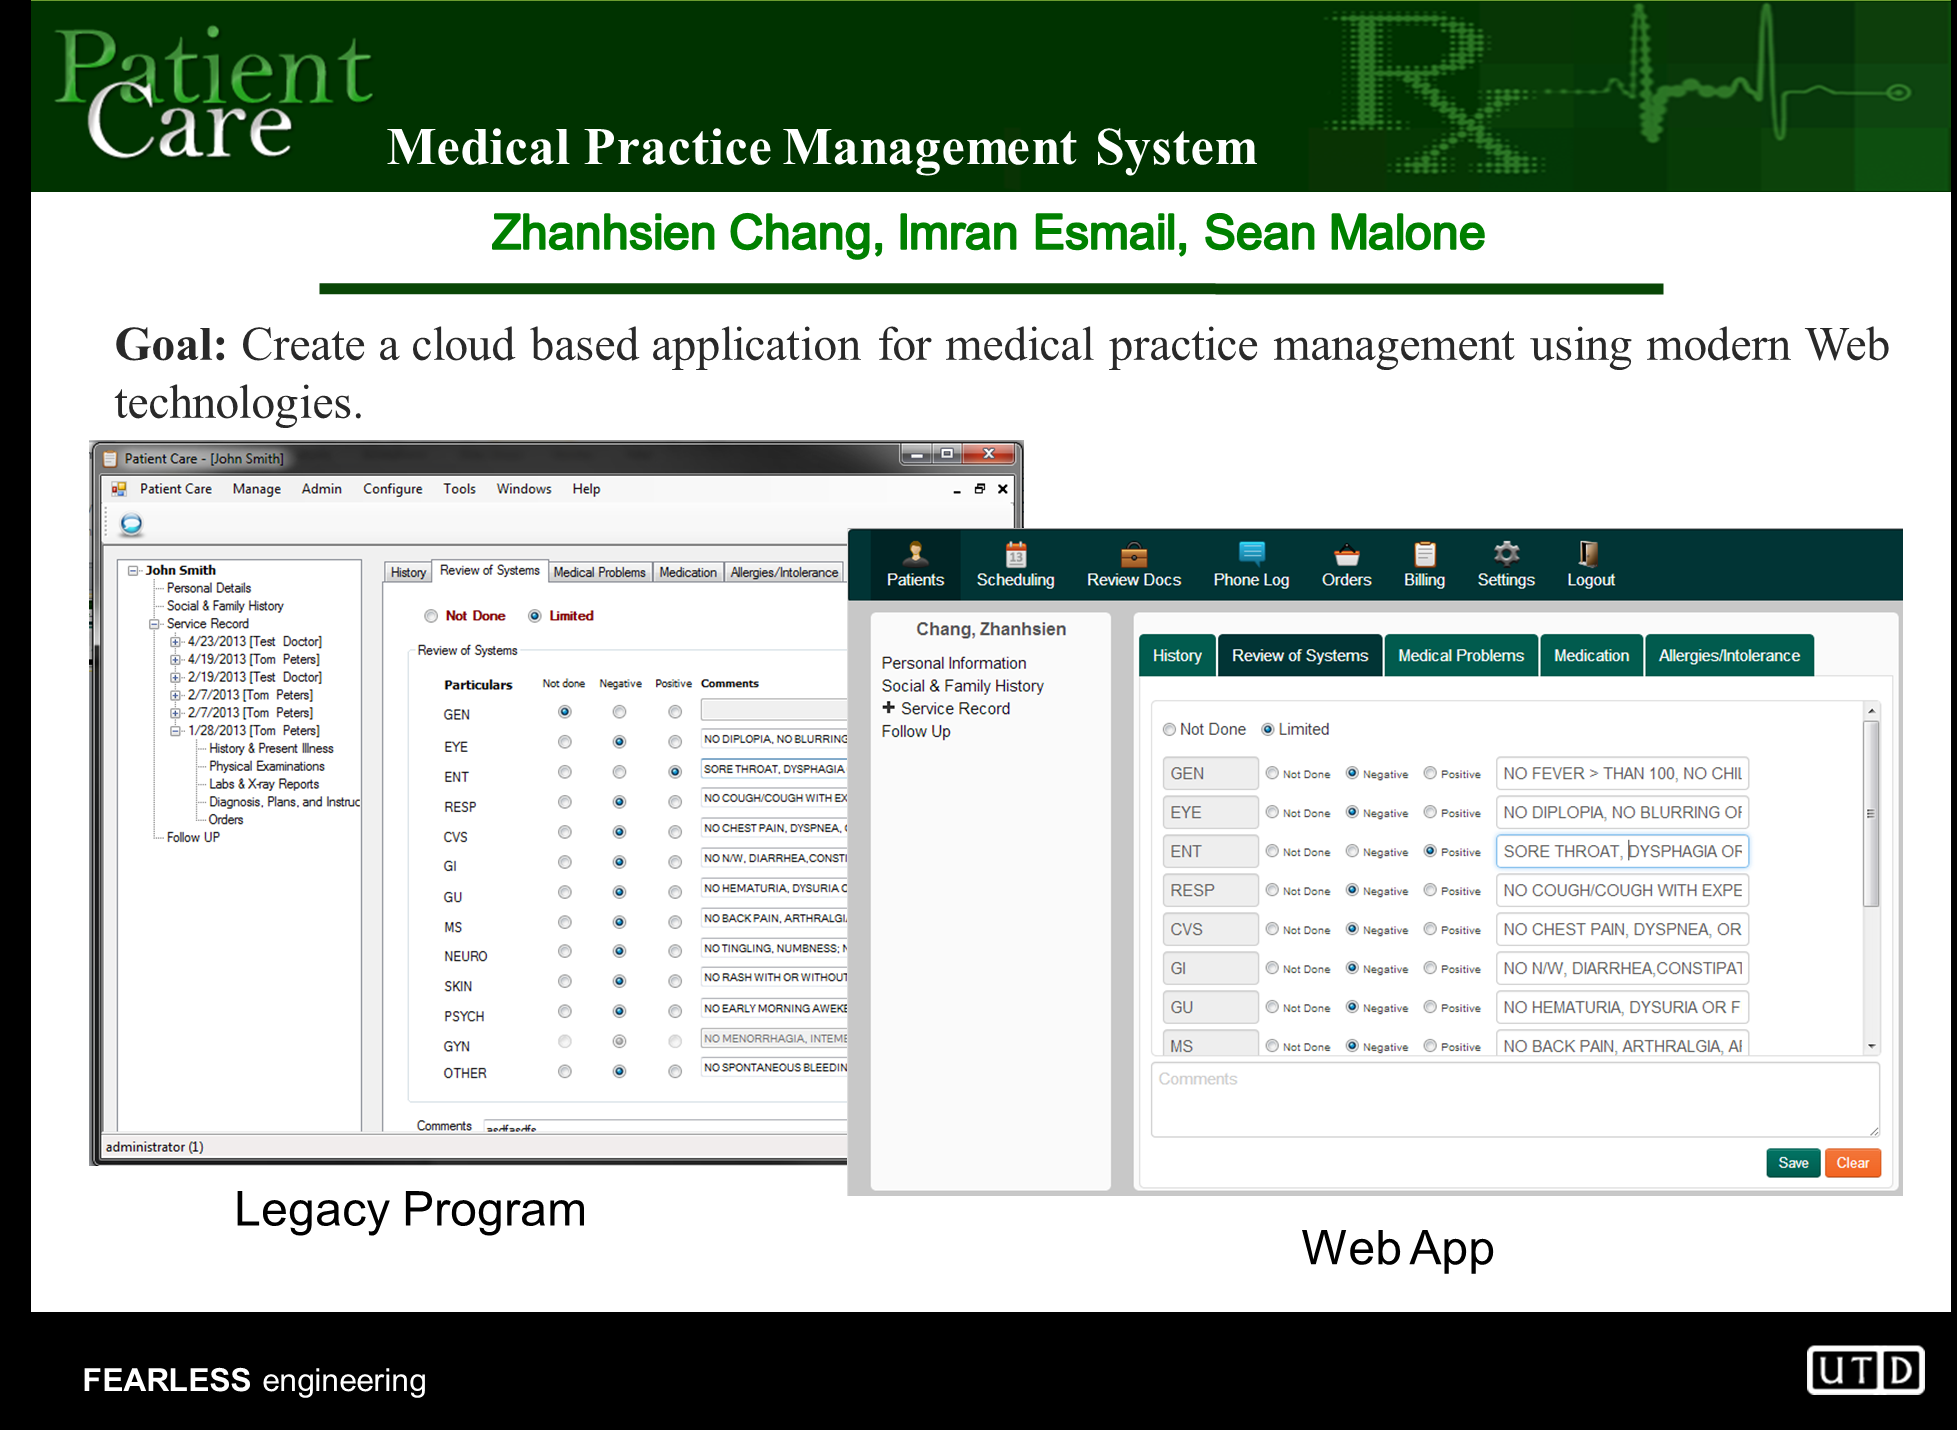 Patient
Care
Medical Practice Management System
Zhanhsien Chang, Imran Esmail, Sean Malone
Goal: Create a cloud based application for medical practice management using modern Web
technologies.
Patient Care - [John Smith]
Patient Care Manage Admin Configure Tools Windows Help
John Smith
Personal Details
Social & Family History
Service Record
4/23/2013 [Test Doctor]
4/19/2013 [Tom Peters]
2/19/2013 [Test Doctor]
2/7/2013 [Tom Peters]
2/7/2013 [Tom Peters]
1/28/2013 [Tom Peters]
History & Present Illness
Physical Examinations
Labs & X-ray Reports
Diagnosis, Plans, and Instruc
Orders
Follow UP
History Review of Systems Medical Problems Medication Allergies/Intolerance
Not Done Limited
Review of Systems
Particulars Not done Negative Positive Comments
GEN
EYE NO DIPLOPIA, NO BLURRING
ENT SORE THROAT, DYSPHAGIA
RESP NO COUGH/COUGH WITH EX
CVS NO CHEST PAIN, DYSPNEA,
GI NO N/W, DIARRHEA,CONSTI
GU NO HEMATURIA, DYSURIA O
MS NO BACK PAIN, ARTHRALGI
NEURO NO TINGLING, NUMBNESS; N
SKIN NO RASH WITH OR WITHOUT
PSYCH NO EARLY MORNING AWEKE
GYN NO MENORRHAGIA, INTEME
OTHER NO SPONTANEOUS BLEEDIN
Comments asdfasdfs
administrator (1)
Patients Scheduling Review Docs Phone Log Orders Billing Settings Logout
Chang, Zhanhsien
Personal Information
Social & Family History
+ Service Record
Follow Up
History Review of Systems Medical Problems Medication Allergies/Intolerance
Not Done Limited
GEN Not Done Negative Positive NO FEVER > THAN 100, NO CHIL
EYE Not Done Negative Positive NO DIPLOPIA, NO BLURRING OF
ENT Not Done Negative Positive SORE THROAT, DYSPHAGIA OR
RESP Not Done Negative Positive NO COUGH/COUGH WITH EXPE
CVS Not Done Negative Positive NO CHEST PAIN, DYSPNEA, OR
GI Not Done Negative Positive NO N/W, DIARRHEA,CONSTIPAT
GU Not Done Negative Positive NO HEMATURIA, DYSURIA OR F
MS Not Done Negative Positive NO BACK PAIN, ARTHRALGIA, AF
Comments
Save Clear
Legacy Program
Web App
FEARLESS engineering
UTD